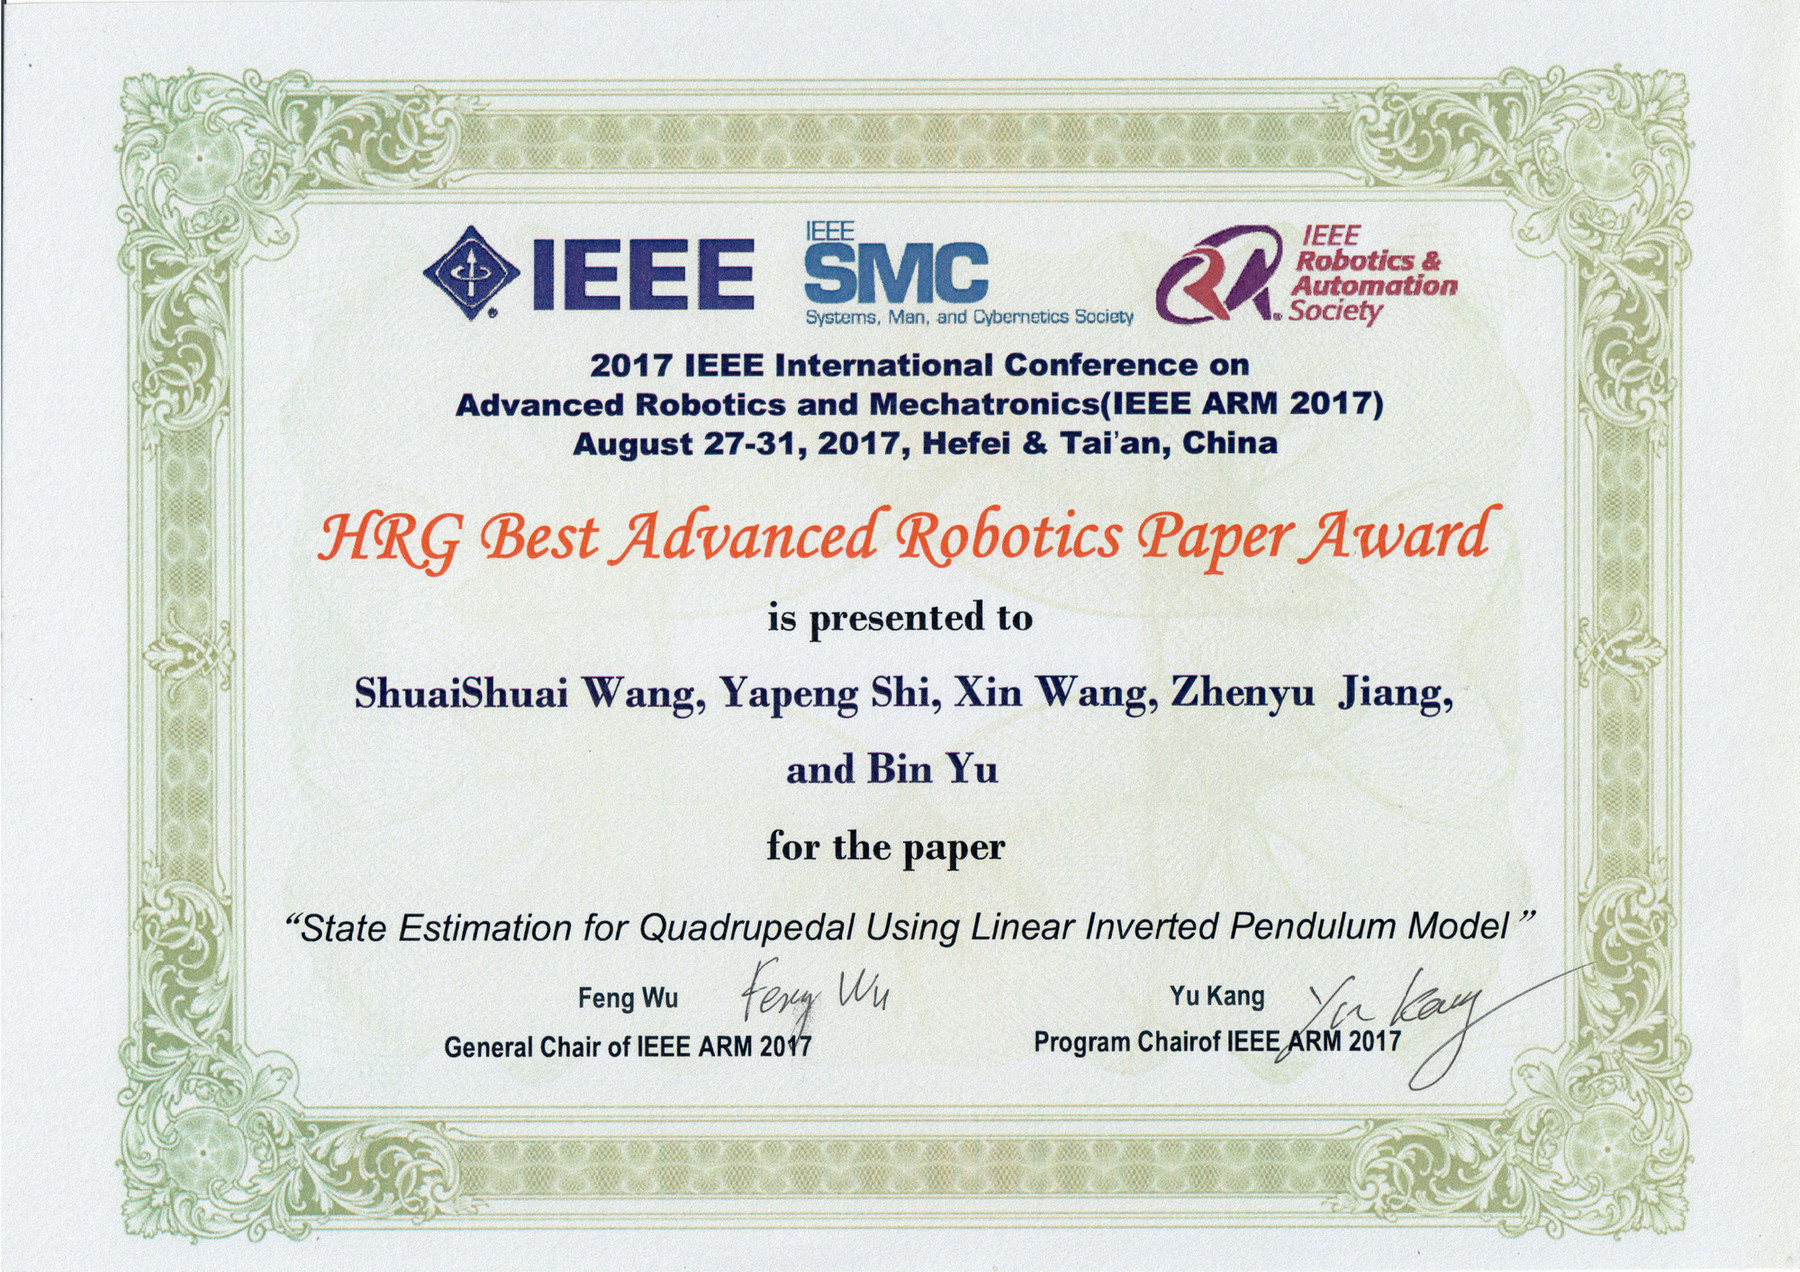 IEEE
IEEE
SMC
Systems, Man, and Cybernetics Society
IEEE
Robotics &
Automation
Society
2017 IEEE International Conference on
Advanced Robotics and Mechatronics(IEEE ARM 2017)
August 27-31, 2017, Hefei & Tai'an, China
HRG Best Advanced Robotics Paper Award
is presented to
ShuaiShuai Wang, Yapeng Shi, Xin Wang, Zhenyu Jiang,
and Bin Yu
for the paper
“State Estimation for Quadrupedal Using Linear Inverted Pendulum Model”
Feng Wu Feng Wu
General Chair of IEEE ARM 2017
Yu Kang Yu Kang
Program Chairof IEEE ARM 2017